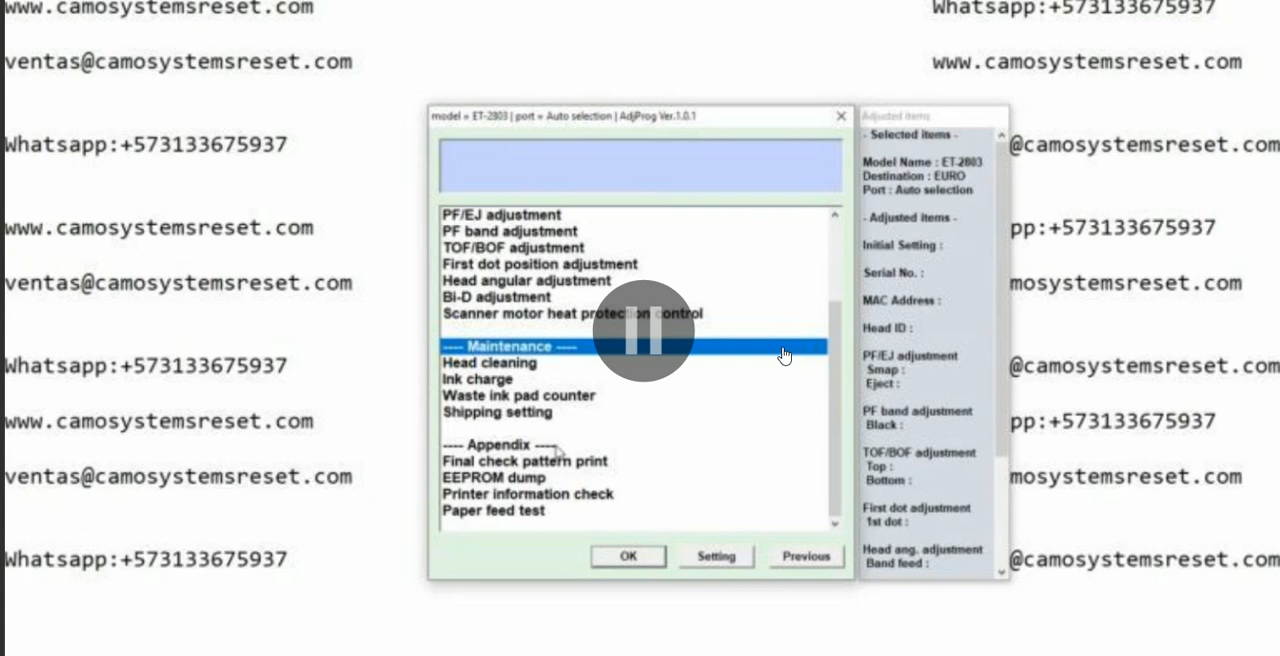 www.camosystemsreset.com
Whatsapp:+573133675937
ventas@camosystemsreset.com
www.camosystemsreset.com
Whatsapp:+573133675937
@camosystemsreset.com
www.camosystemsreset.com
pp:+573133675937
ventas@camosystemsreset.com
mosystemsreset.com
Whatsapp:+573133675937
@camosystemsreset.com
www.camosystemsreset.com
pp:+573133675937
ventas@camosystemsreset.com
mosystemsreset.com
Whatsapp:+573133675937
@camosystemsreset.com
model = ET-2803 | port = Auto selection | AdjProg Ver.1.0.1
PF/EJ adjustment
PF band adjustment
TOF/BOF adjustment
First dot position adjustment
Head angular adjustment
Bi-D adjustment
Scanner motor heat protection control
---- Maintenance ----
Head cleaning
Ink charge
Waste ink pad counter
Shipping setting
---- Appendix ----
Final check pattern print
EEPROM dump
Printer information check
Paper feed test
OK
Setting
Previous
Adjusted items
- Selected items -
Model Name : ET-2803
Destination : EURO
Port : Auto selection
- Adjusted items -
Initial Setting :
Serial No. :
MAC Address :
Head ID :
PF/EJ adjustment
Smap :
Eject :
PF band adjustment
Black :
TOF/BOF adjustment
Top :
Bottom :
First dot adjustment
1st dot :
Head ang. adjustment
Band feed :